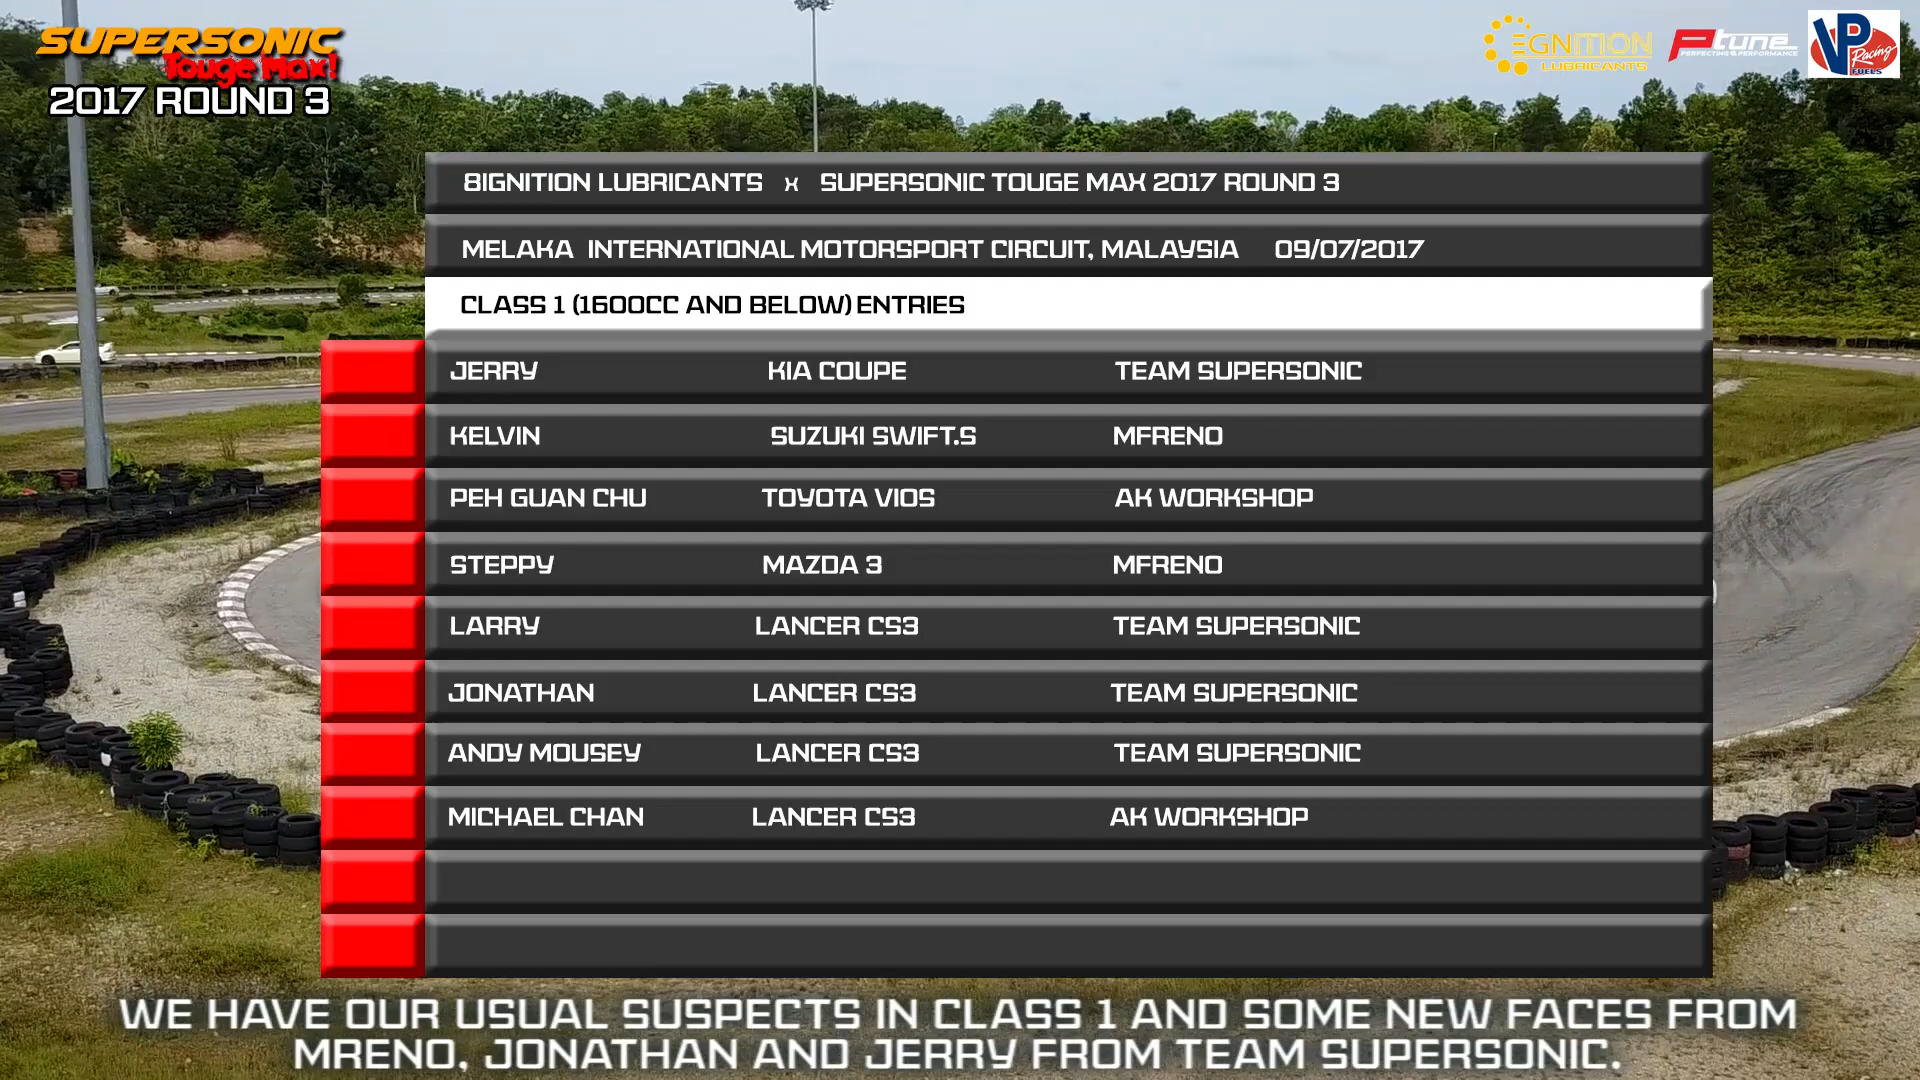 SUPERSONIC
Touge Max!
2017 ROUND 3
8IGNITION LUBRICANTS
Ptune
PERFECTING & PERFORMANCE
VP Racing FUELS
8IGNITION LUBRICANTS x SUPERSONIC TOUGE MAX 2017 ROUND 3
MELAKA INTERNATIONAL MOTORSPORT CIRCUIT, MALAYSIA 09/07/2017
CLASS 1 (1600CC AND BELOW) ENTRIES
JERRY KIA COUPE TEAM SUPERSONIC
KELVIN SUZUKI SWIFT.S MFRENO
PEH GUAN CHU TOYOTA VIOS AK WORKSHOP
STEPPY MAZDA 3 MFRENO
LARRY LANCER CS3 TEAM SUPERSONIC
JONATHAN LANCER CS3 TEAM SUPERSONIC
ANDY MOUSEY LANCER CS3 TEAM SUPERSONIC
MICHAEL CHAN LANCER CS3 AK WORKSHOP
WE HAVE OUR USUAL SUSPECTS IN CLASS 1 AND SOME NEW FACES FROM
MRENO, JONATHAN AND JERRY FROM TEAM SUPERSONIC.